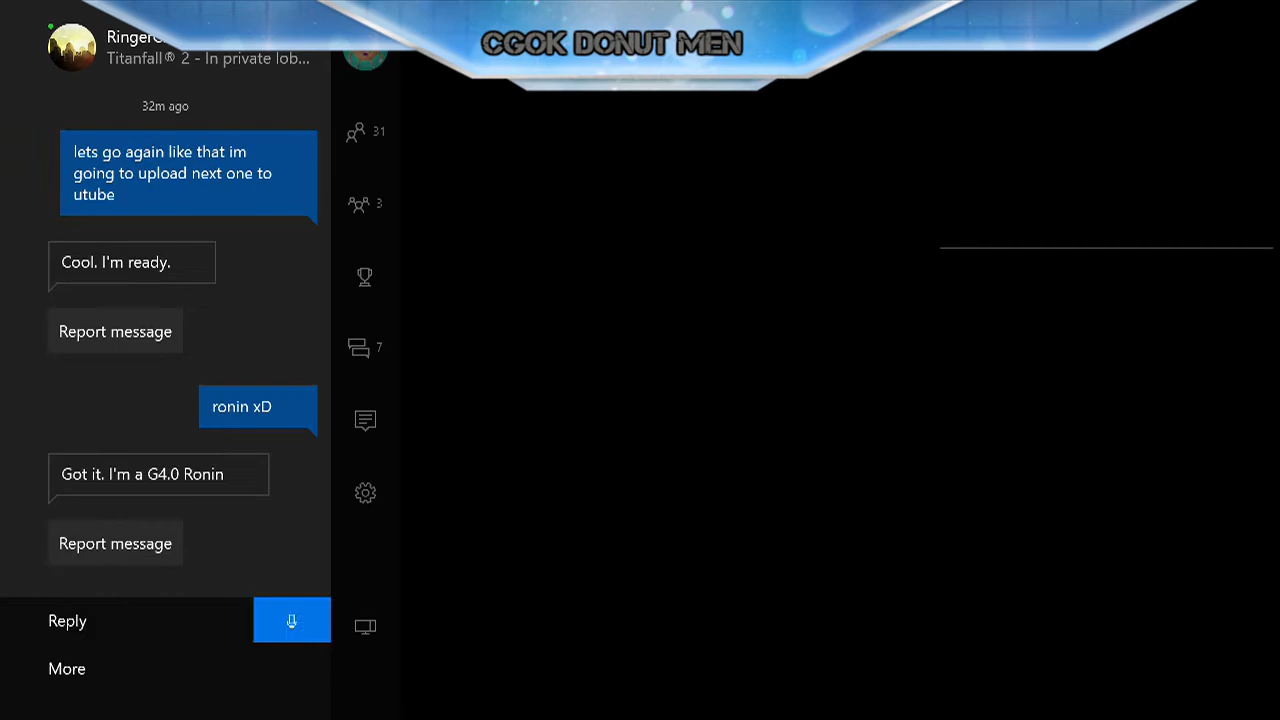 CGOK DONUT MEN
Titanfall® 2 - In private lob...
32m ago
lets go again like that im
going to upload next one to
utube
Cool. I'm ready.
Report message
ronin xD
Got it. I'm a G4.0 Ronin
Report message
Reply
More
31
3
7